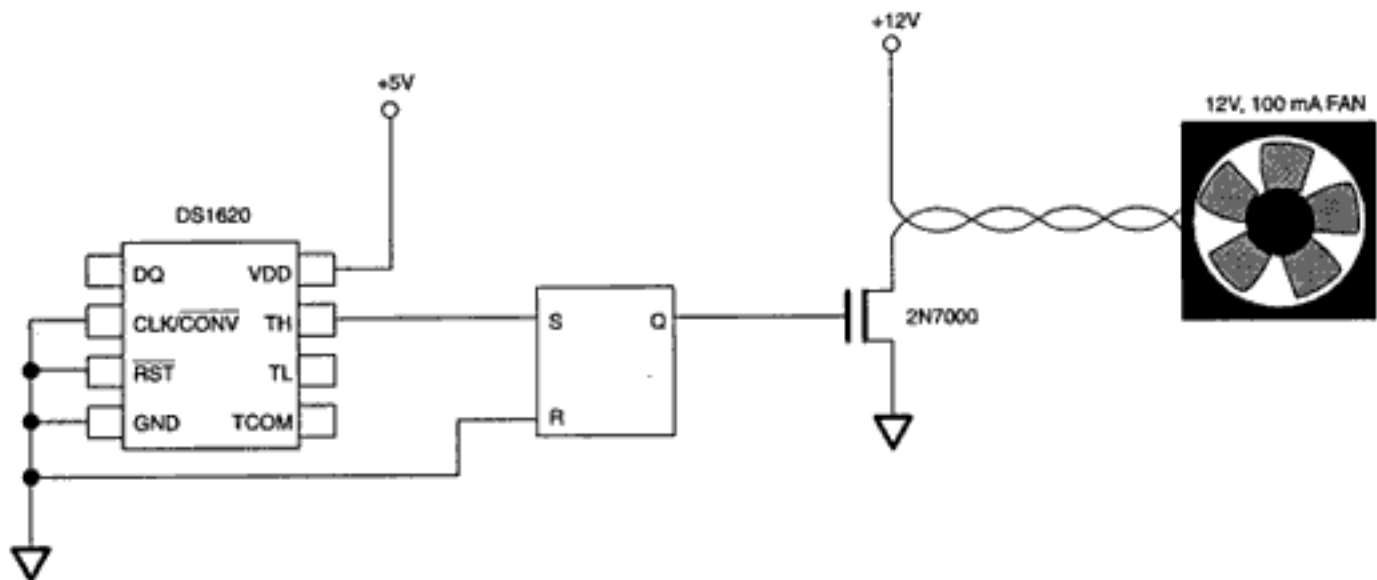 +12V
+5V
12V, 100 mA FAN
DS1620
DQ VDD
CLK/CONV TH
RST TL
GND TCOM
S Q
R
2N7000